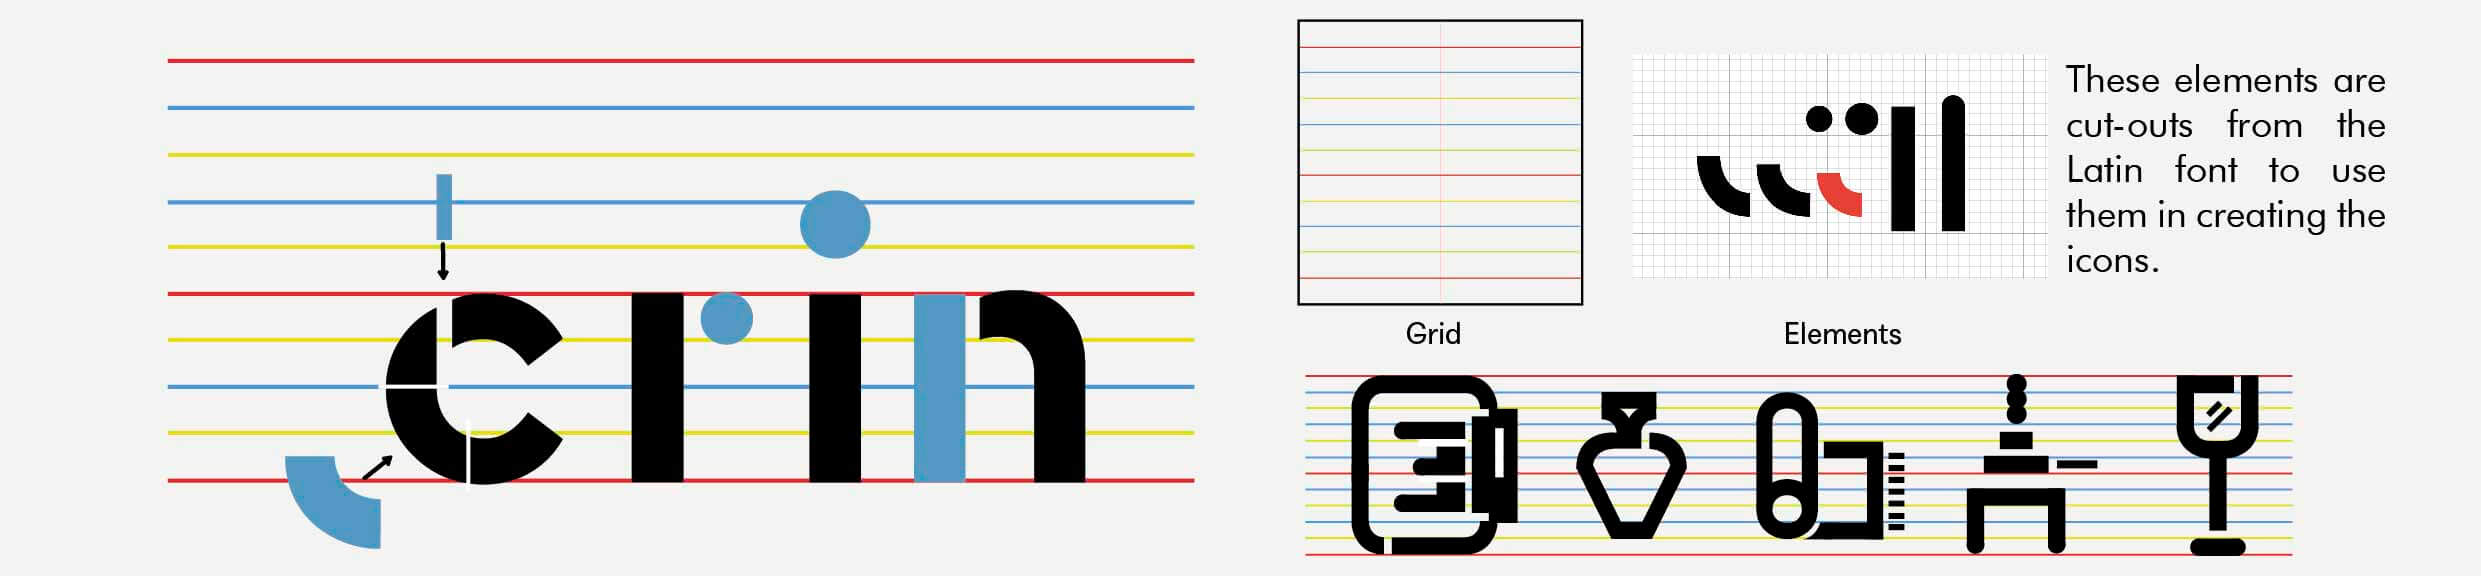 crin
These elements are
cut-outs from the
Latin font to use
them in creating the
icons.
Grid
Elements